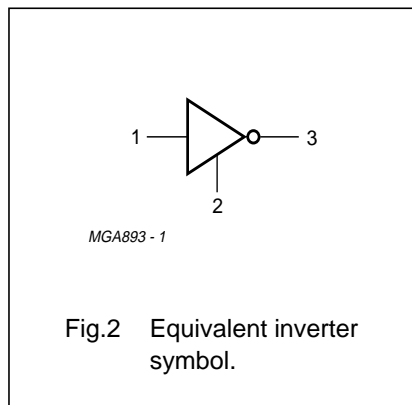 1
3
2
MGA893 - 1
Fig.2 Equivalent inverter
symbol.